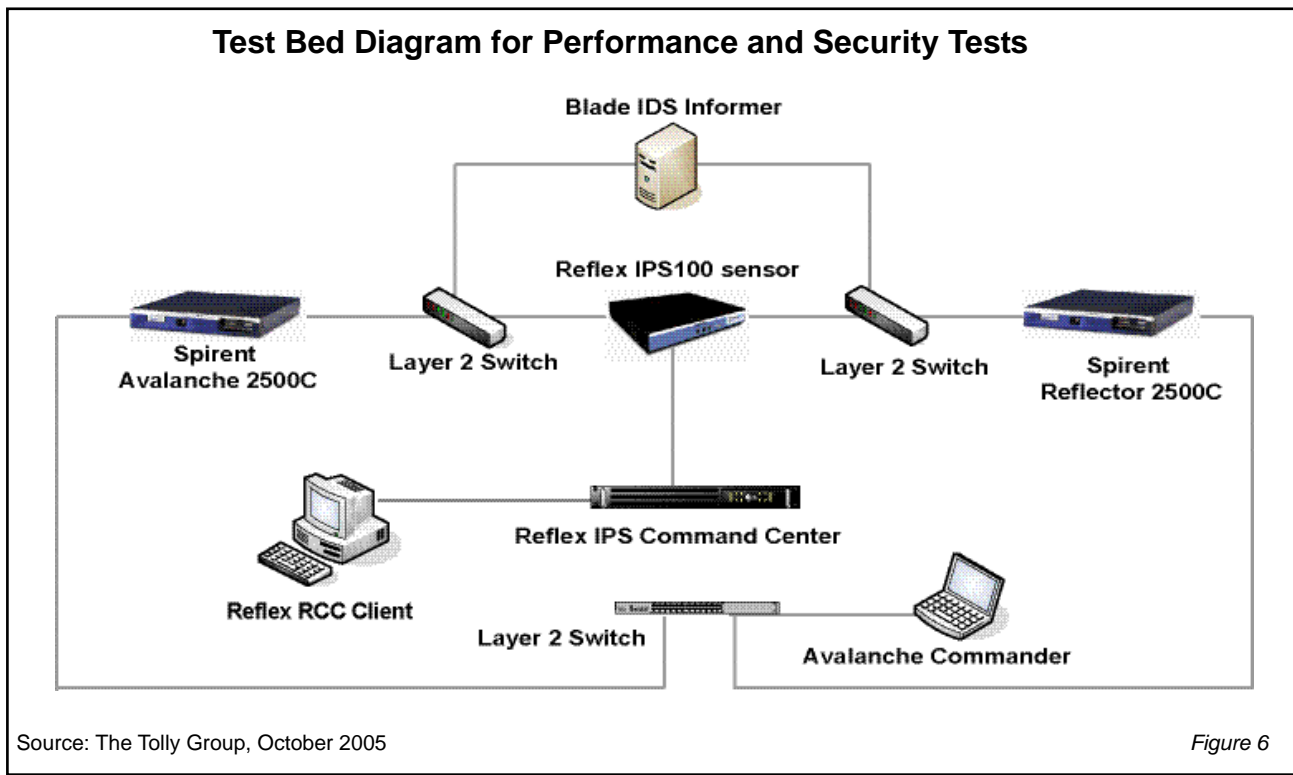 Test Bed Diagram for Performance and Security Tests
Blade IDS Informer
Reflex IPS100 sensor
Spirent
Avalanche 2500C
Layer 2 Switch
Layer 2 Switch
Spirent
Reflector 2500C
Reflex IPS Command Center
Reflex RCC Client
Layer 2 Switch
Avalanche Commander
Source: The Tolly Group, October 2005
Figure 6